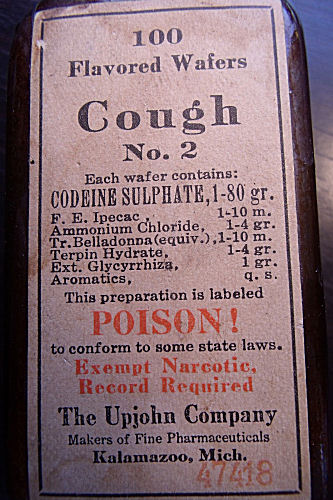 100
Flavored Wafers
Cough
No. 2
Each wafer contains:
CODEINE SULPHATE, 1-80 gr.
F. E. Ipecac, 1-10 m.
Ammonium Chloride, 1-4 gr.
Tr. Belladonna (equiv.), 1-10 m.
Terpin Hydrate, 1-4 gr.
Ext. Glycyrrhiza, 1 gr.
Aromatics, q. s.
This preparation is labeled
POISON!
to conform to some state laws.
Exempt Narcotic,
Record Required
The Upjohn Company
Makers of Fine Pharmaceuticals
Kalamazoo, Mich.
47418